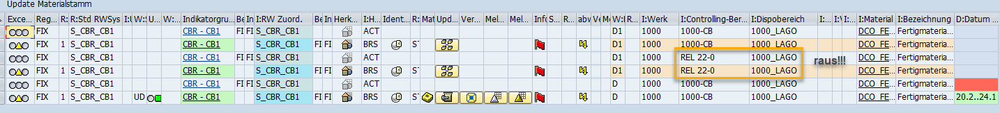 Update Materialstamm
Exce... Reg... R: R:Std RWSys I:U W:: U... W:... Indikatorgru... Be In I:RW Zuord. Herk... I:H... Ident... R: Mat Upd... Ver... Mel... Mel... Info S... R... abv Ve Me W:I I:Werk I:Controlling-Ber... I:Dispobereich I:... I:\ I:... I:Material I:Bezeichnung D:Datum ...
FIX S_CBR_CB1 CBR - CB1 FI FI S_CBR_CB1 ACT D1 1000 1000-CB 1000_LAGO DCO_FE... Fertigmateria...
FIX 1 S_CBR_CB1 CBR - CB1 FI FI S_CBR_CB1 BRS D1 1000 1000-CB 1000_LAGO DCO_FE... Fertigmateria...
FIX S_CBR_CB1 CBR - CB1 FI FI S_CBR_CB1 ACT D1 1000 REL 22-0 1000_LAGO raus!!! DCO_FE... Fertigmateria...
FIX 1 S_CBR_CB1 CBR - CB1 FI FI S_CBR_CB1 BRS D1 1000 REL 22-0 1000_LAGO DCO_FE... Fertigmateria...
FIX S_CBR_CB1 CBR - CB1 S_CBR_CB1 ACT D 1000 1000-CB 1000_LAGO DCO_FE... Fertigmateria...
FIX 1 S_CBR_CB1 UD CBR - CB1 FI FI S_CBR_CB1 BRS D 1000 1000-CB 1000_LAGO DCO_FE... Fertigmateria... 20.2..24.1